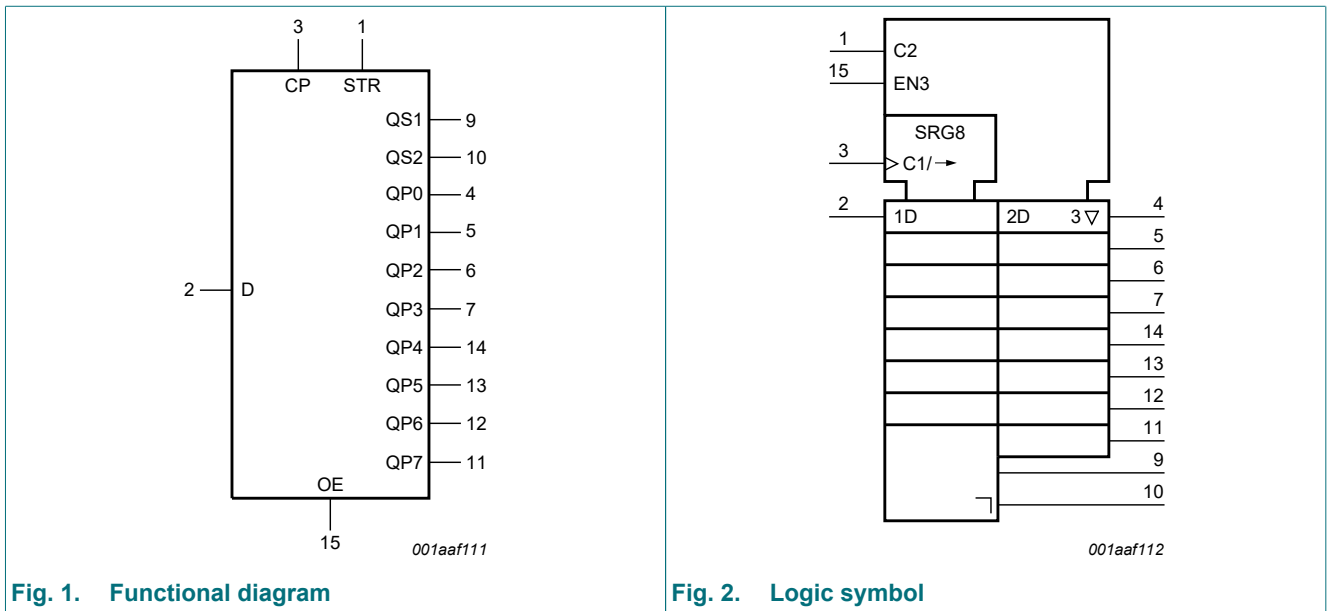 3 1
CP STR
QS1 9
QS2 10
QP0 4
QP1 5
2 D
QP2 6
QP3 7
QP4 14
QP5 13
QP6 12
QP7 11
OE
15
001aaf111
Fig. 1. Functional diagram
1 C2
15 EN3
SRG8
3 C1/→
2 1D 2D 3 ▽ 4
5
6
7
14
13
12
11
9
10
001aaf112
Fig. 2. Logic symbol